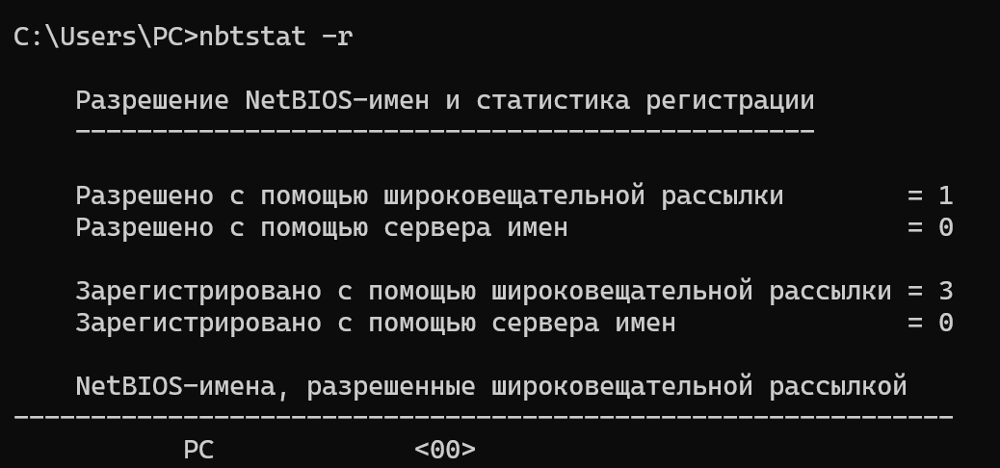 C:\Users\PC>nbtstat -r
Разрешение NetBIOS-имен и статистика регистрации
------------------------------------------------
Разрешено с помощью широковещательной рассылки        = 1
Разрешено с помощью сервера имен                      = 0
Зарегистрировано с помощью широковещательной рассылки = 3
Зарегистрировано с помощью сервера имен               = 0
NetBIOS-имена, разрешенные широковещательной рассылкой
-------------------------------------------------------------
PC             <00>